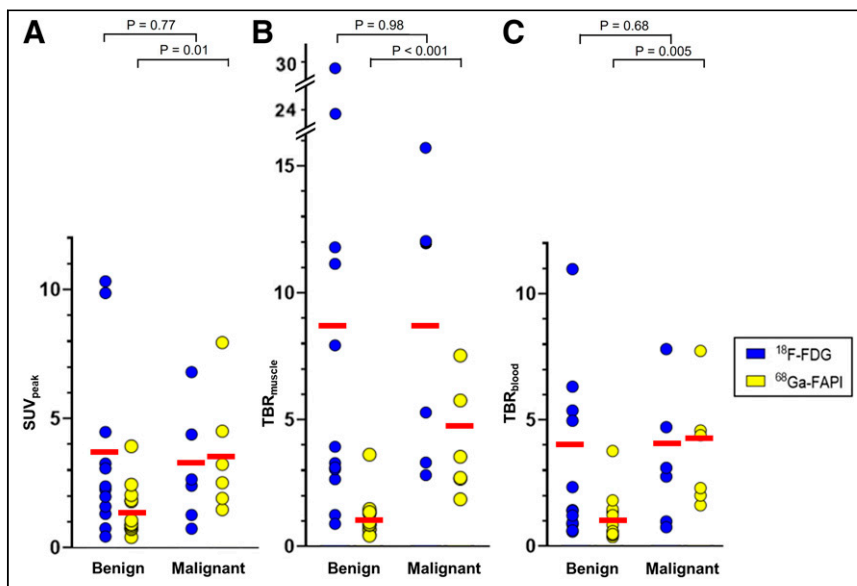 A
P = 0.77
P = 0.01
SUVpeak
10
5
0
Benign Malignant
B
P = 0.98
P < 0.001
TBRmuscle
30
24
15
10
5
0
Benign Malignant
C
P = 0.68
P = 0.005
TBRblood
10
5
0
Benign Malignant
18F-FDG
68Ga-FAPI